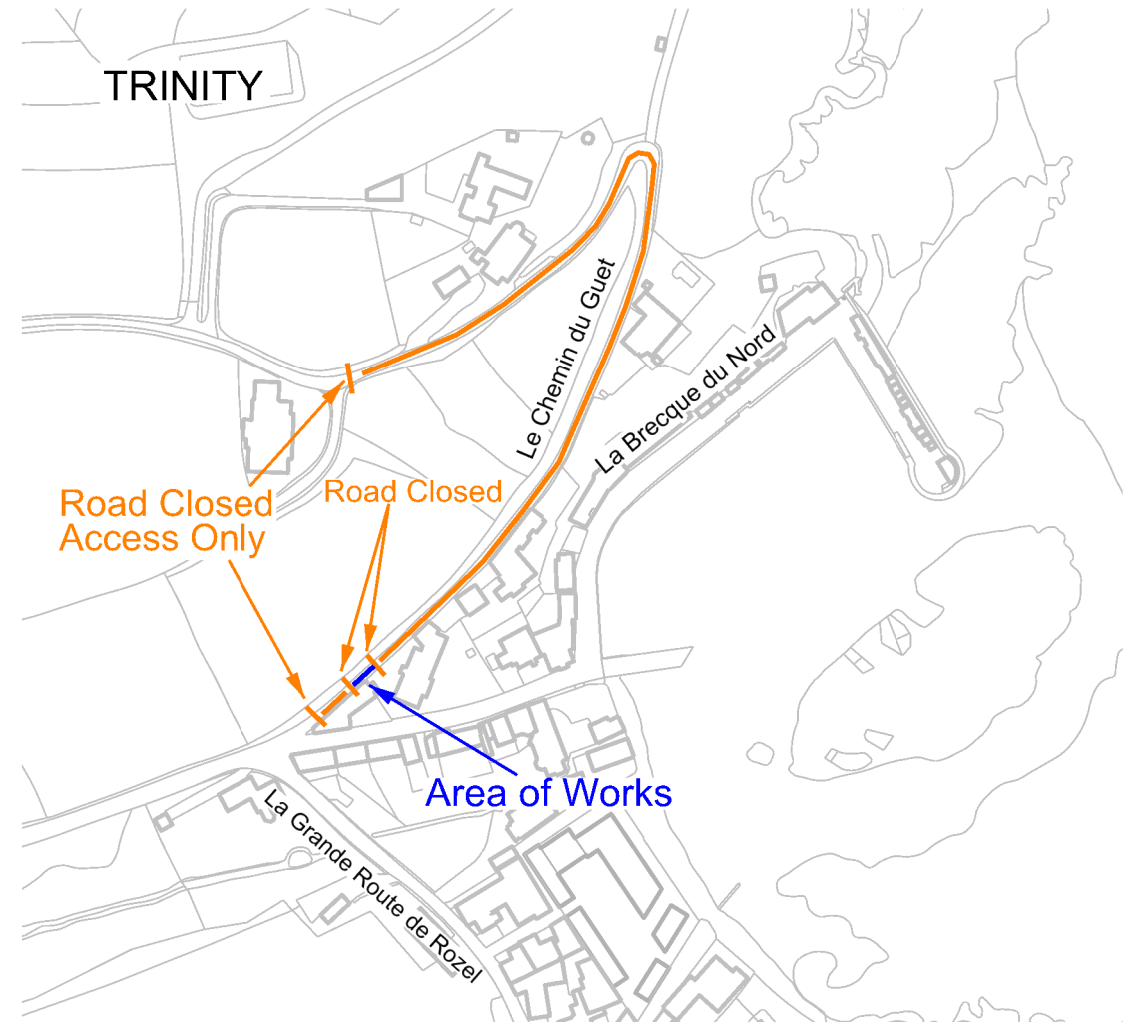 TRINITY
Le Chemin du Guet
La Brecque du Nord
Road Closed
Access Only
Road Closed
Area of Works
La Grande Route de Rozel